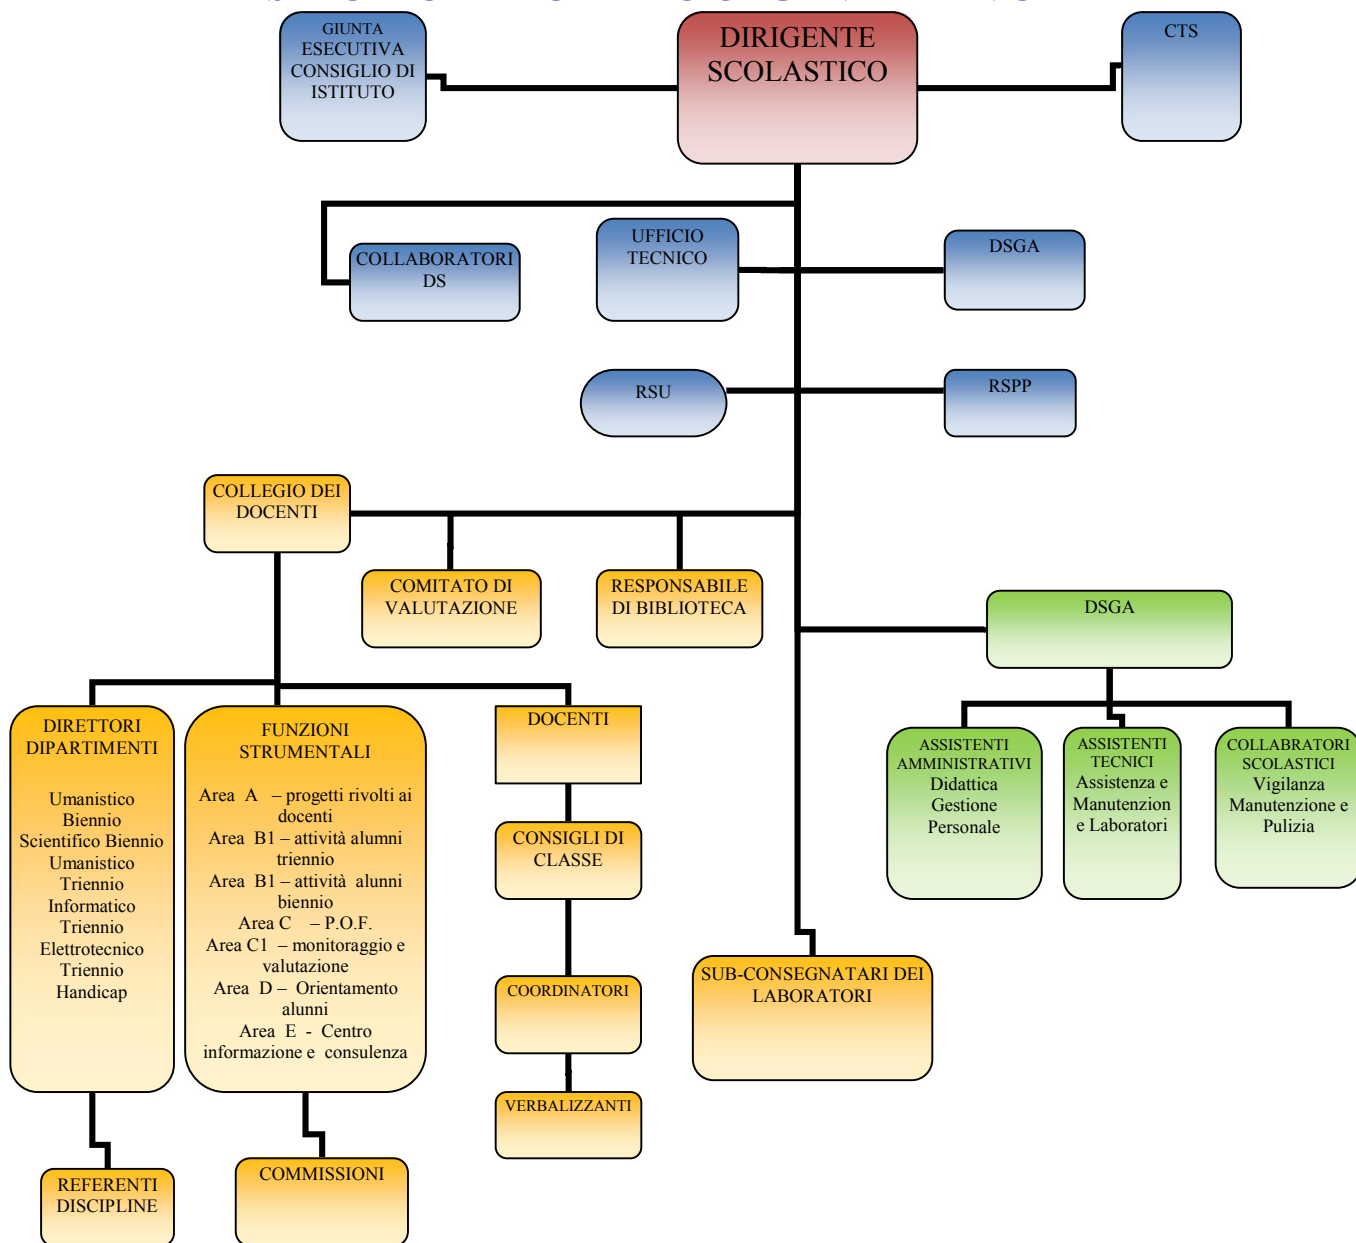 GIUNTA
ESECUTIVA
CONSIGLIO DI
ISTITUTO
DIRIGENTE
SCOLASTICO
CTS
COLLABORATORI
DS
UFFICIO
TECNICO
DSGA
RSU
RSPP
COLLEGIO DEI
DOCENTI
COMITATO DI
VALUTAZIONE
RESPONSABILE
DI BIBLIOTECA
DSGA
DIRETTORI
DIPARTIMENTI
Umanistico
Biennio
Scientifico Biennio
Umanistico
Triennio
Informatico
Triennio
Elettrotecnico
Triennio
Handicap
FUNZIONI
STRUMENTALI
Area A – progetti rivolti ai
docenti
Area B1 – attività alunni
triennio
Area B1 – attività alunni
biennio
Area C – P.O.F.
Area C1 – monitoraggio e
valutazione
Area D – Orientamento
alunni
Area E - Centro
informazione e consulenza
DOCENTI
CONSIGLI DI
CLASSE
COORDINATORI
VERBALIZZANTI
ASSISTENTI
AMMINISTRATIVI
Didattica
Gestione
Personale
ASSISTENTI
TECNICI
Assistenza e
Manutenzion
e Laboratori
COLLABRATORI
SCOLASTICI
Vigilanza
Manutenzione e
Pulizia
SUB-CONSEGNATARI DEI
LABORATORI
REFERENTI
DISCIPLINE
COMMISSIONI